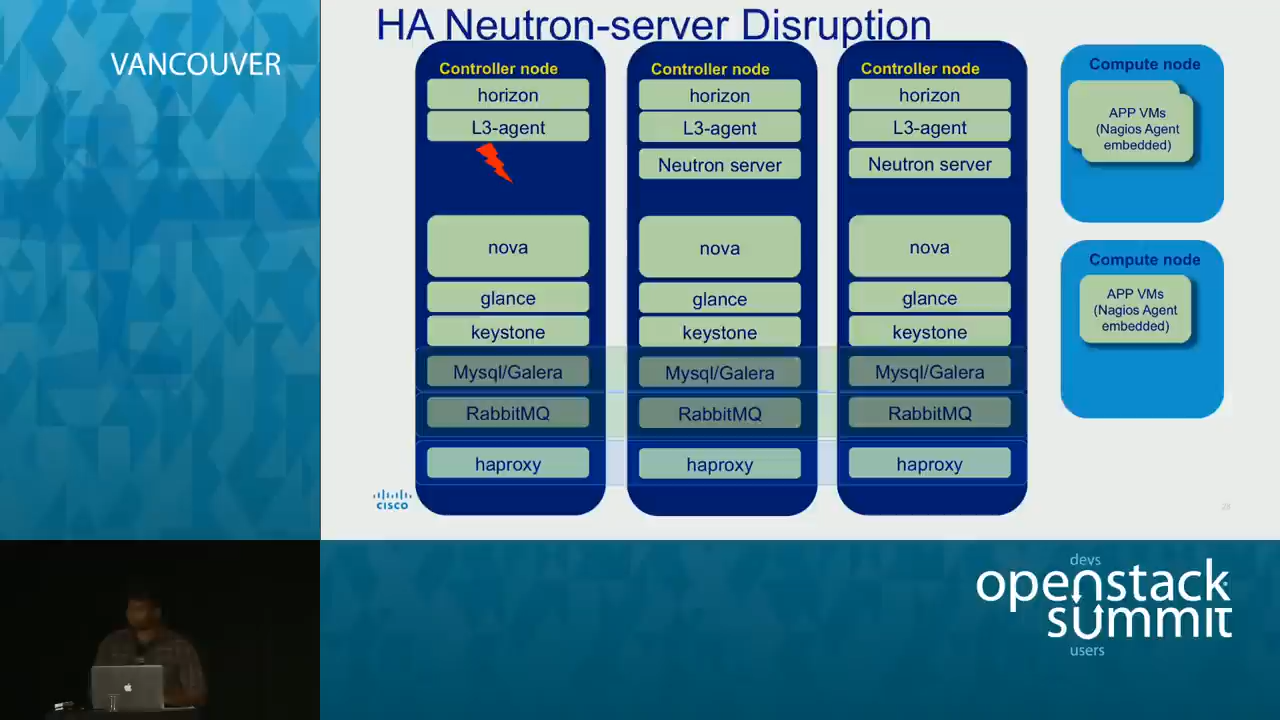 VANCOUVER
HA Neutron-server Disruption
Controller node
horizon
L3-agent
nova
glance
keystone
Mysql/Galera
RabbitMQ
haproxy
Controller node
horizon
L3-agent
Neutron server
nova
glance
keystone
Mysql/Galera
RabbitMQ
haproxy
Controller node
horizon
L3-agent
Neutron server
nova
glance
keystone
Mysql/Galera
RabbitMQ
haproxy
Compute node
APP VMs
(Nagios Agent
embedded)
Compute node
APP VMs
(Nagios Agent
embedded)
cisco
devs
openstack
summit
users